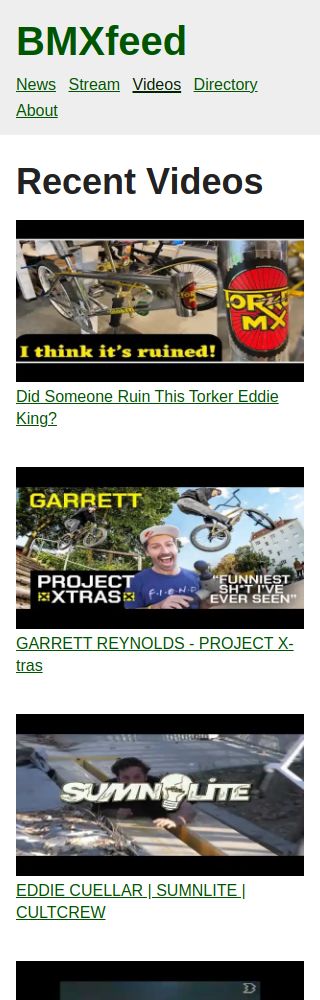 BMXfeed
News Stream Videos Directory
About
Recent Videos
TORKER
MX
I think it's ruined!
Did Someone Ruin This Torker Eddie
King?
GARRETT
PROJECT
XTRAS
F·R·I·E·N·D·S
"FUNNIEST
SH*T I'VE
EVER SEEN"
GARRETT REYNOLDS - PROJECT X-
tras
SUMNLITE
EDDIE CUELLAR | SUMNLITE |
CULTCREW